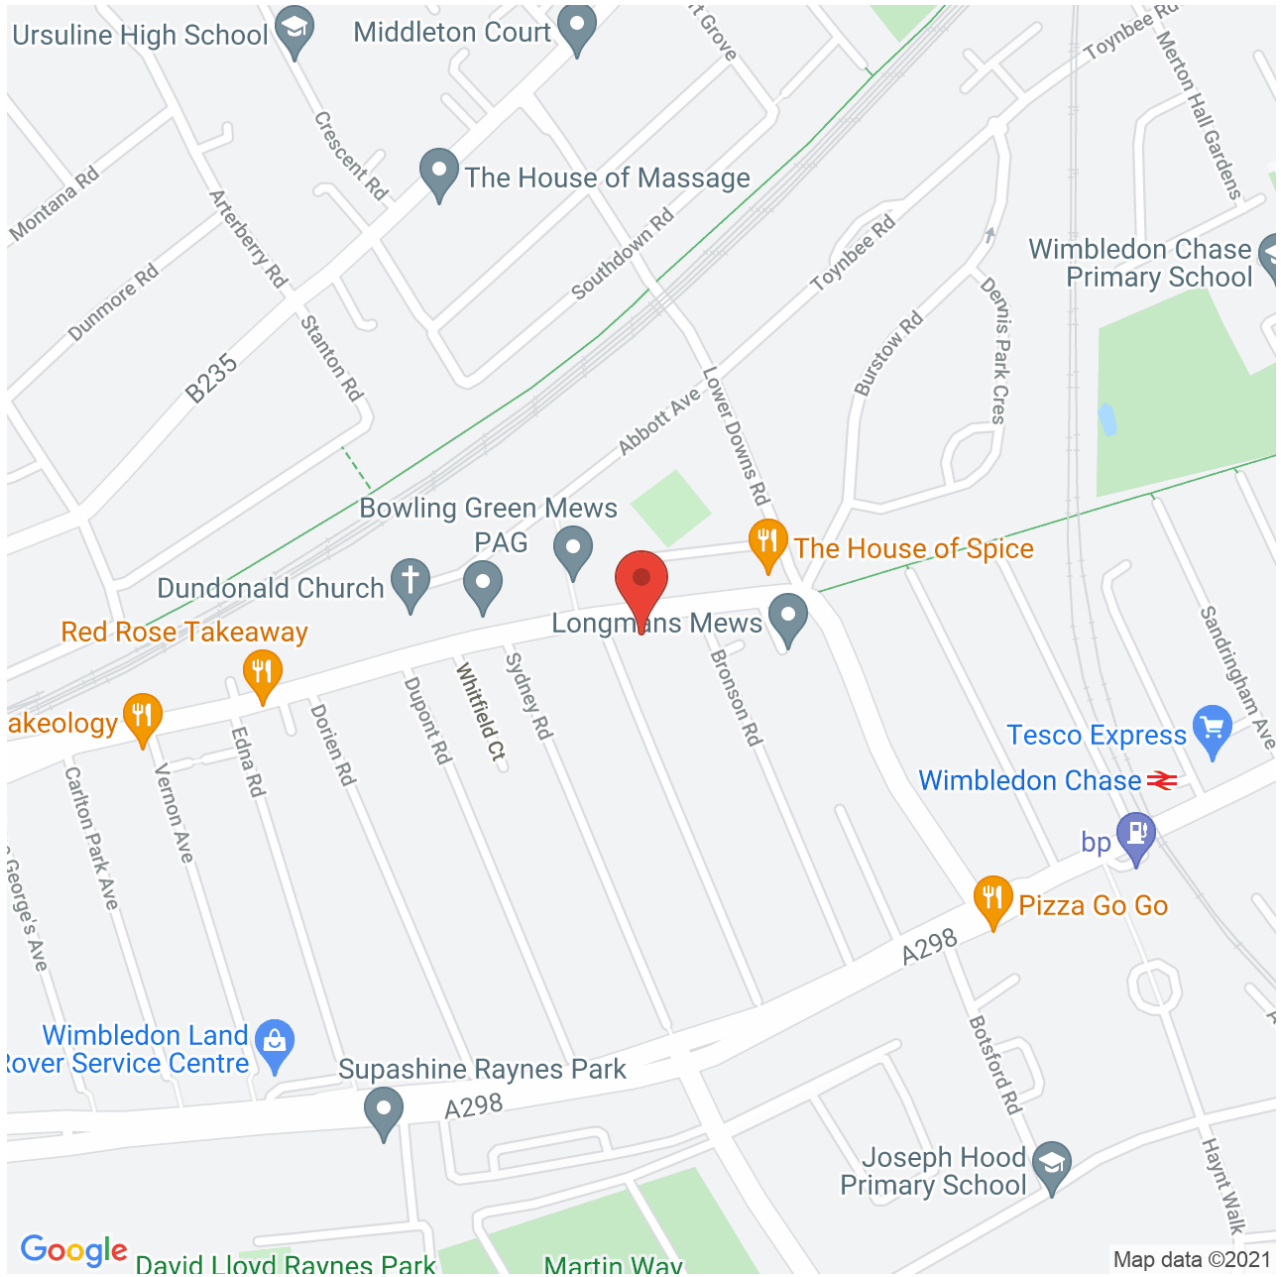 Ursuline High School
Middleton Court
Toynbee Rd
Merton Hall Gardens
Crescent Rd
The House of Massage
Montana Rd
Arterberry Rd
Southdown Rd
Toynbee Rd
Wimbledon Chase
Primary School
Dunmore Rd
Stanton Rd
Dennis Park Cres
Burstow Rd
B235
Lower Downs Rd
Abbott Ave
Bowling Green Mews
PAG
The House of Spice
Dundonald Church
Longmans Mews
Red Rose Takeaway
Sandringham Ave
Bronson Rd
Sydney Rd
Whitfield Ct
Dupont Rd
Dorien Rd
Edna Rd
akeology
Tesco Express
Wimbledon Chase
Vernon Ave
Carlton Park Ave
bp
George's Ave
Pizza Go Go
A298
Wimbledon Land
Rover Service Centre
Supashine Raynes Park
Botsford Rd
A298
Joseph Hood
Primary School
Haynt Walk
Google
David Lloyd Raynes Park
Martin Way
Map data ©2021